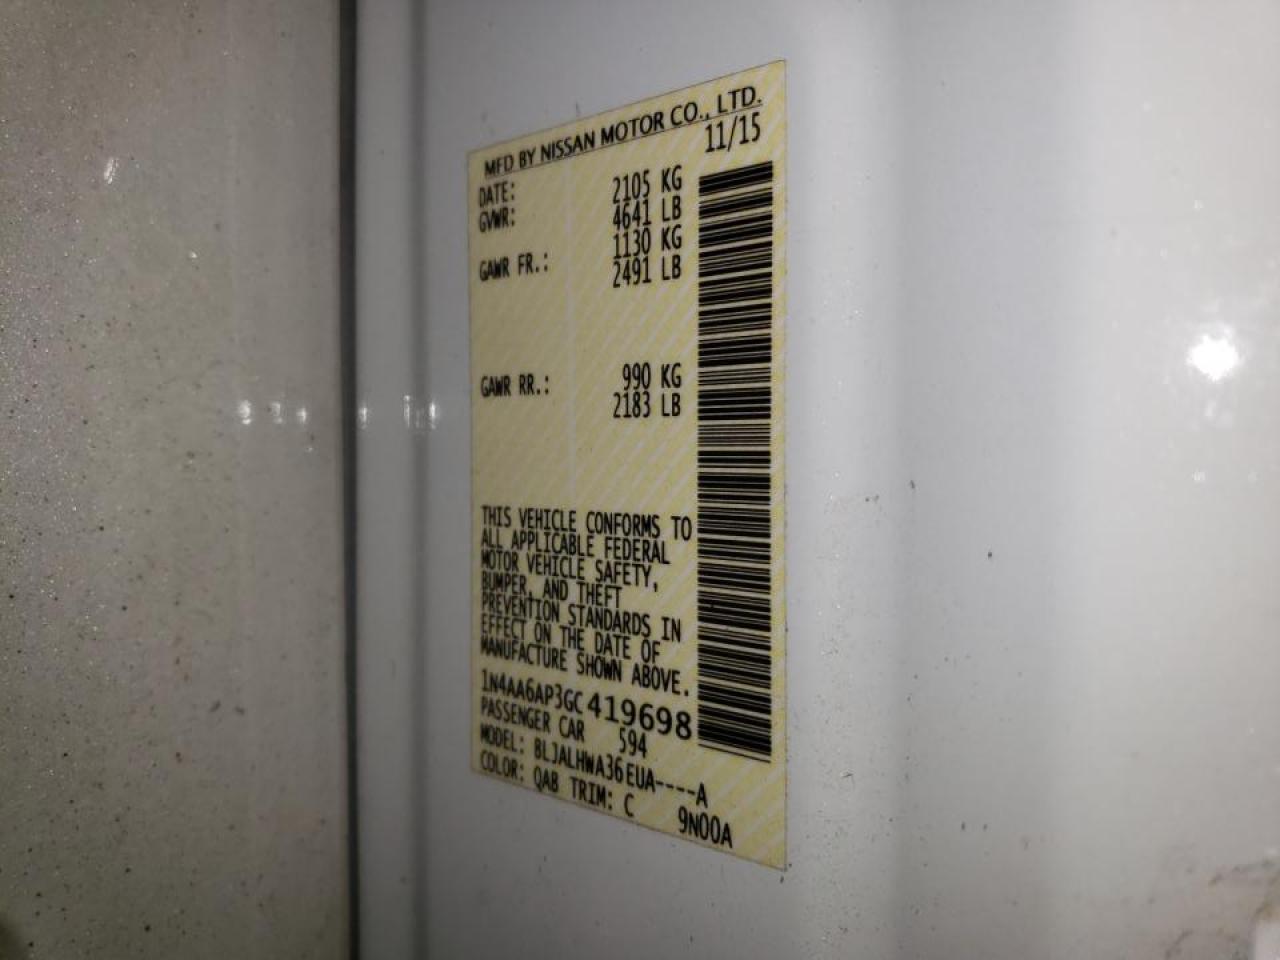 MFD BY NISSAN MOTOR CO., LTD.
DATE: 11/15
GVWR: 2105 KG
4641 LB
GAWR FR.: 1130 KG
2491 LB
GAWR RR.: 990 KG
2183 LB
THIS VEHICLE CONFORMS TO
ALL APPLICABLE FEDERAL
MOTOR VEHICLE SAFETY,
BUMPER, AND THEFT
PREVENTION STANDARDS IN
EFFECT ON THE DATE OF
MANUFACTURE SHOWN ABOVE.
1N4AA6AP3GC419698
PASSENGER CAR 594
MODEL: BLJALHWA36EUA----A
COLOR: QAB TRIM: C 9N00A